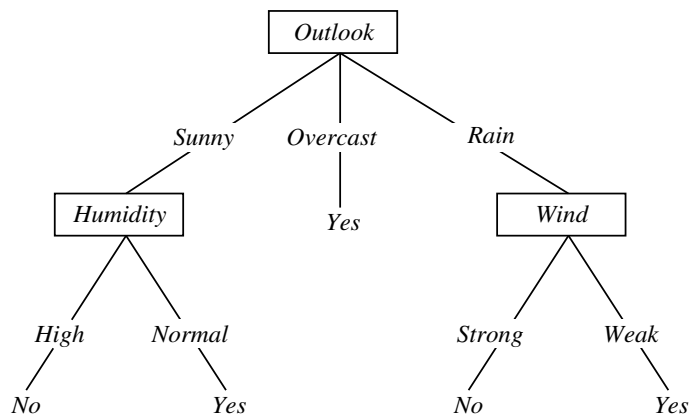 Outlook
Sunny Overcast Rain
Humidity Yes Wind
High Normal Strong Weak
No Yes No Yes